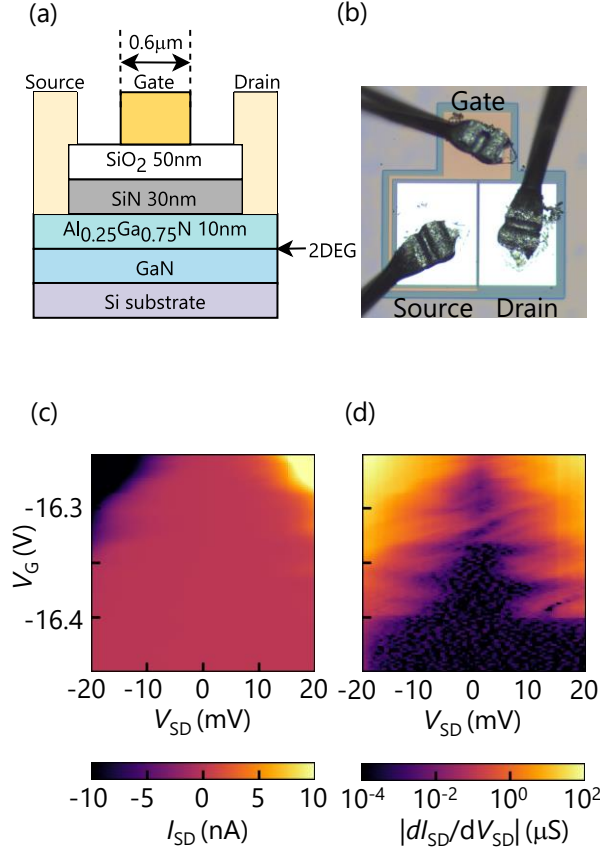 (a)
0.6μm
Source Gate Drain
SiO2 50nm
SiN 30nm
Al0.25Ga0.75N 10nm
2DEG
GaN
Si substrate
(b)
Gate
Source Drain
(c)
VG (V)
-16.3
-16.4
-20 -10 0 10 20
VSD (mV)
-10 -5 0 5 10
ISD (nA)
(d)
-20 -10 0 10 20
VSD (mV)
10-4 10-2 100 102
|dISD/dVSD| (μS)